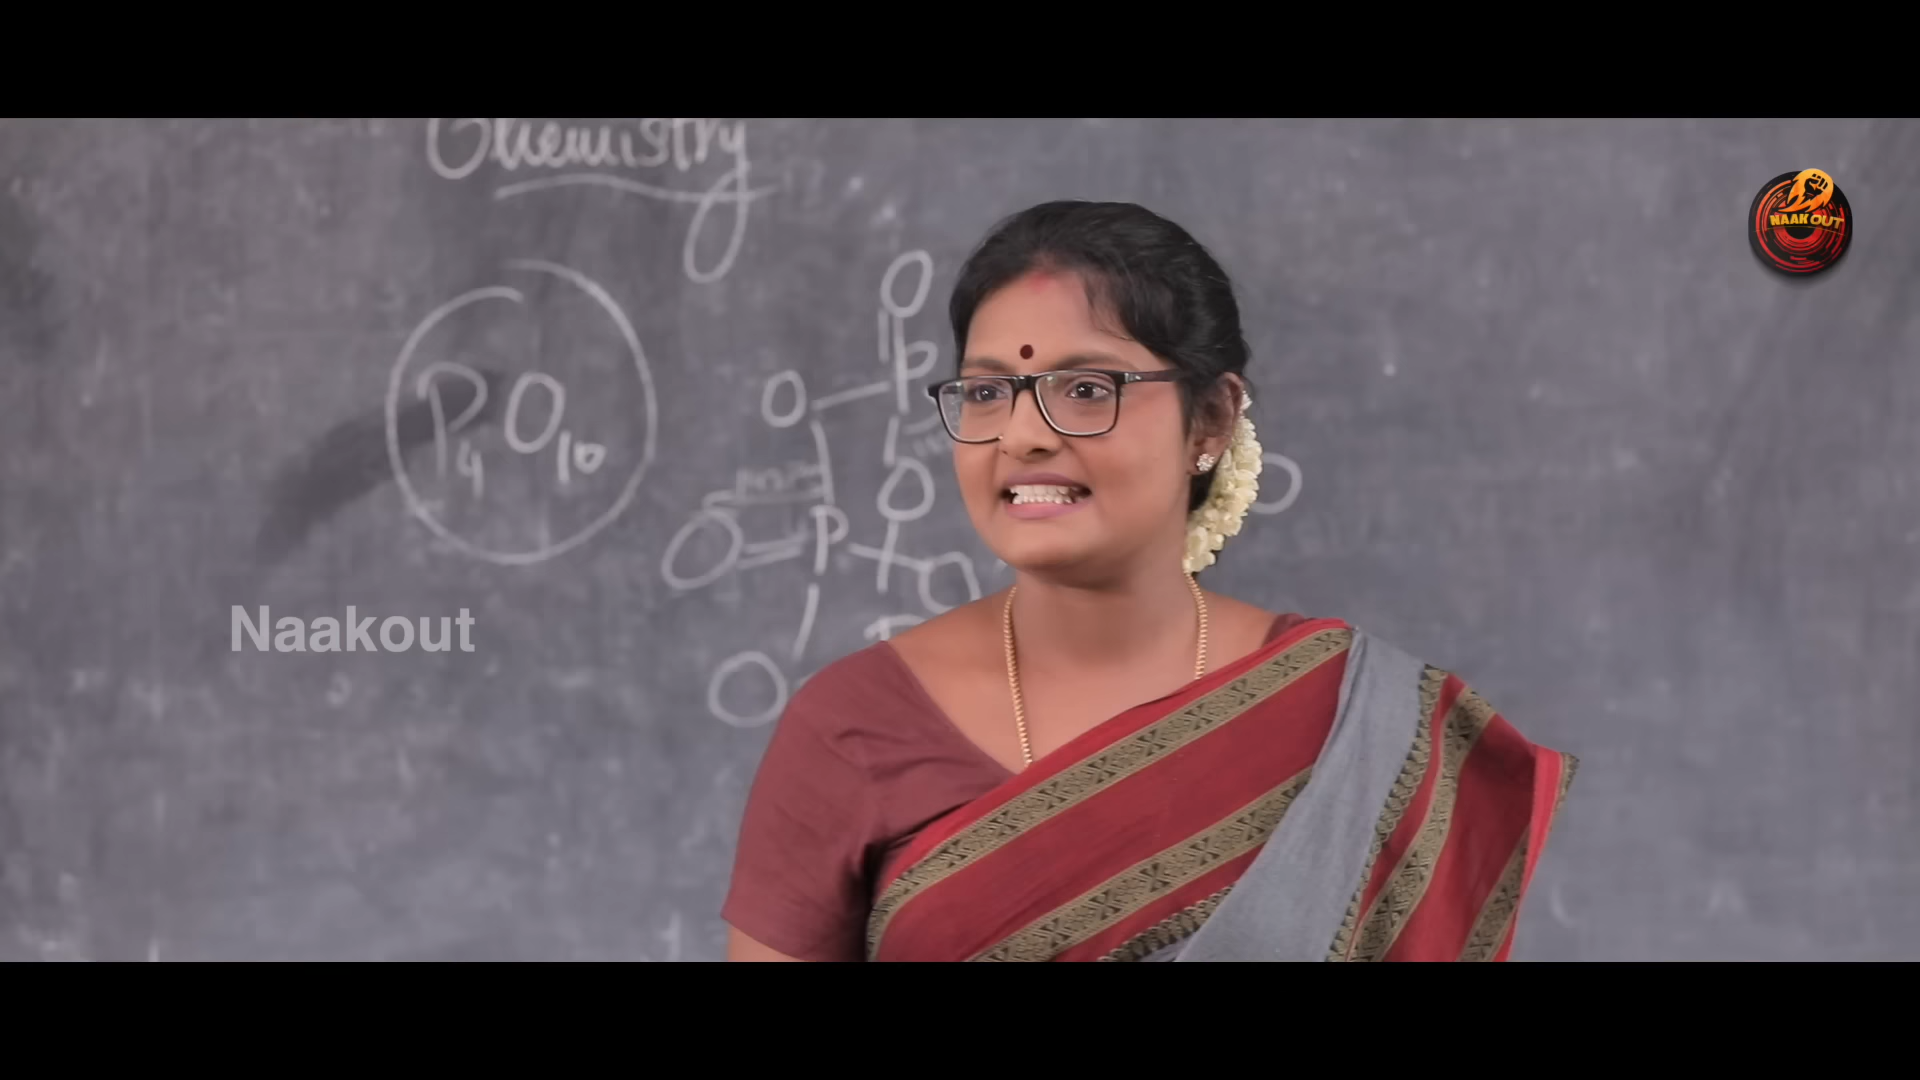 Chemistry
NAAKOUT
P4O10
O
O P
O
O P O
O
O
Naakout